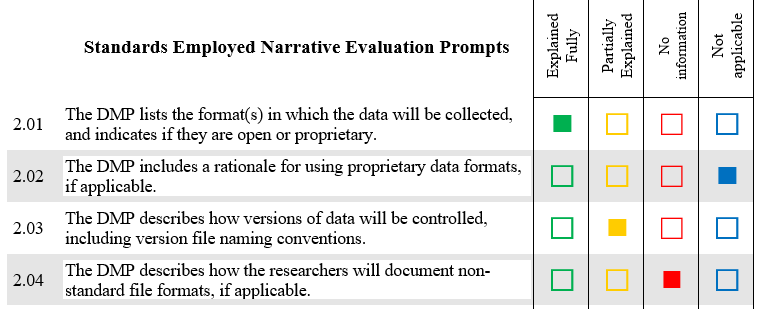 Standards Employed Narrative Evaluation Prompts
Explained
Fully
Partially
Explained
No
information
Not
applicable
2.01
The DMP lists the format(s) in which the data will be collected,
and indicates if they are open or proprietary.
2.02
The DMP includes a rationale for using proprietary data formats,
if applicable.
2.03
The DMP describes how versions of data will be controlled,
including version file naming conventions.
2.04
The DMP describes how the researchers will document non-
standard file formats, if applicable.